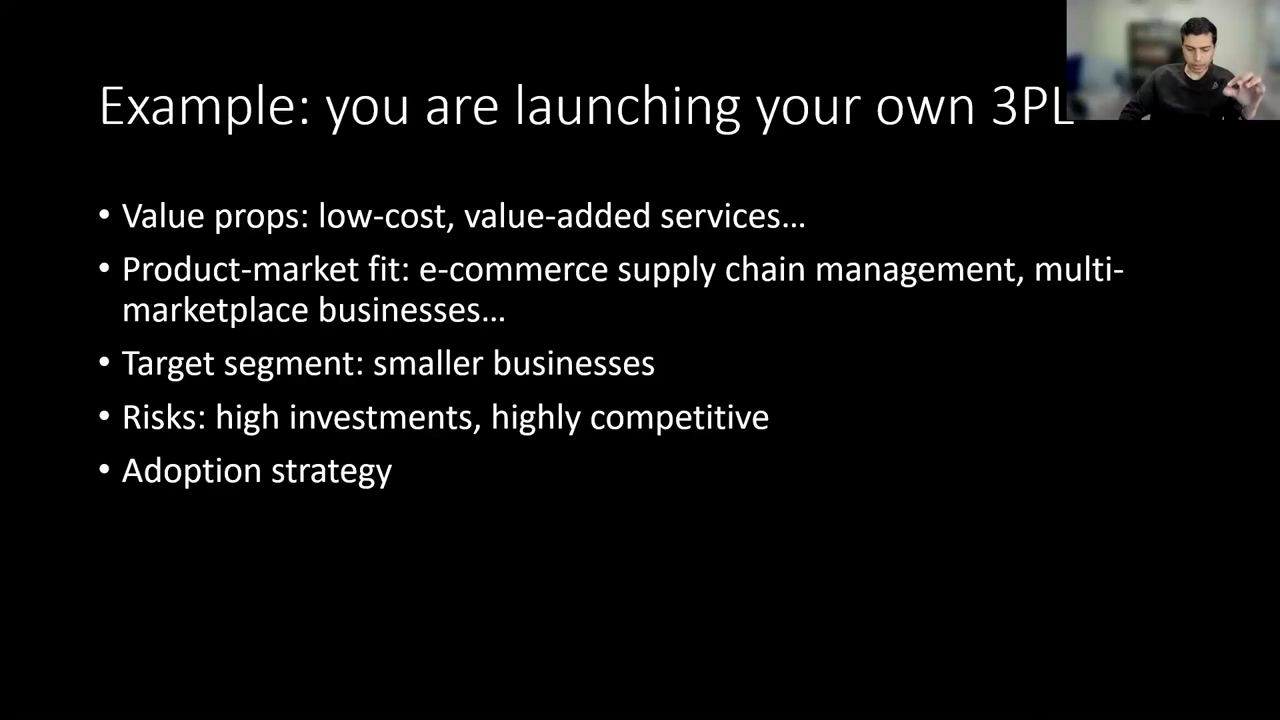 Example: you are launching your own 3PL
• Value props: low-cost, value-added services…
• Product-market fit: e-commerce supply chain management, multi-
marketplace businesses…
• Target segment: smaller businesses
• Risks: high investments, highly competitive
• Adoption strategy